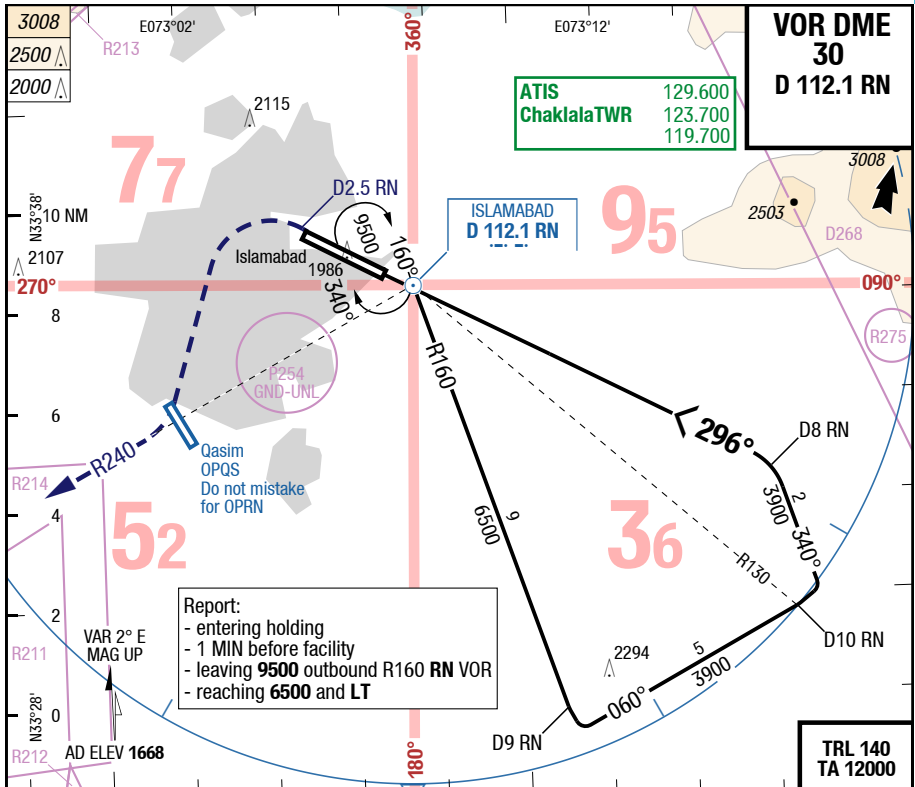 3008
2500
2000
E073°02'
R213
360°
E073°12'
VOR DME
30
D 112.1 RN
ATIS 129.600
ChaklalaTWR 123.700
119.700
2115
77
3008
D2.5 RN
N33°38'
10 NM
9500
160°
ISLAMABAD
D 112.1 RN
95
2503
D268
2107
Islamabad
1986
270°
340°
090°
8
R160
R275
P254
GND-UNL
6
296°
D8 RN
R240
Qasim
OPQS
Do not mistake
for OPRN
R214
2
3900
340°
4
52
9
6500
36
R130
Report:
- entering holding
- 1 MIN before facility
- leaving 9500 outbound R160 RN VOR
- reaching 6500 and LT
2
VAR 2° E
MAG UP
R211
D10 RN
2294
5
3900
060°
N33°28'
0
D9 RN
R212
AD ELEV 1668
180°
TRL 140
TA 12000